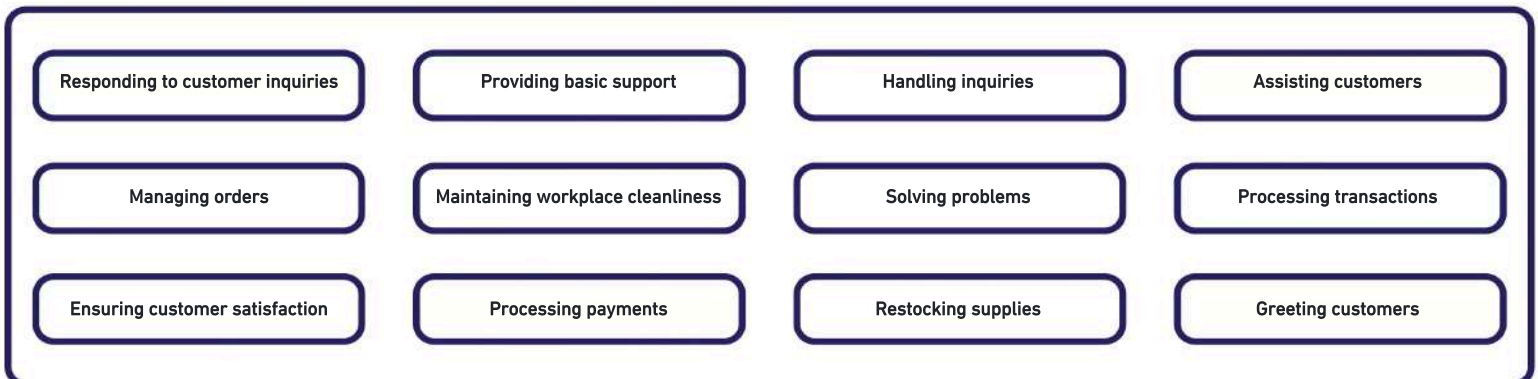 Responding to customer inquiries
Providing basic support
Handling inquiries
Assisting customers
Managing orders
Maintaining workplace cleanliness
Solving problems
Processing transactions
Ensuring customer satisfaction
Processing payments
Restocking supplies
Greeting customers